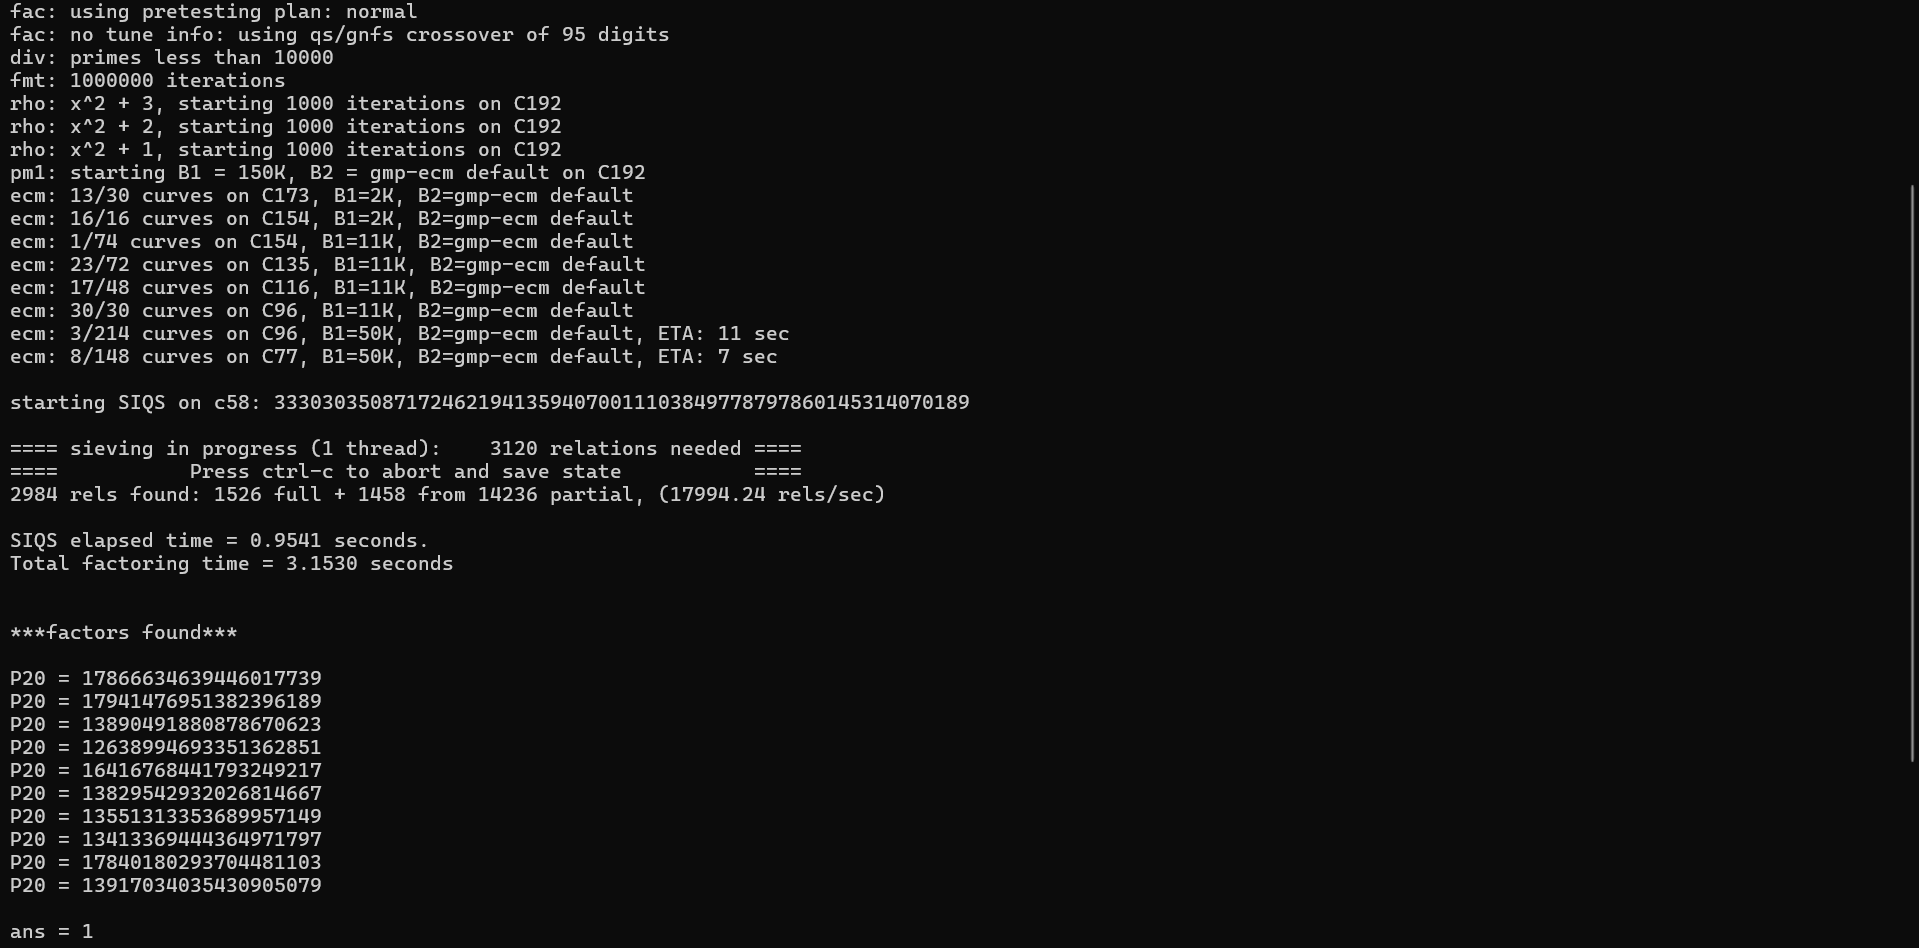 fac: using pretesting plan: normal
fac: no tune info: using qs/gnfs crossover of 95 digits
div: primes less than 10000
fmt: 1000000 iterations
rho: x^2 + 3, starting 1000 iterations on C192
rho: x^2 + 2, starting 1000 iterations on C192
rho: x^2 + 1, starting 1000 iterations on C192
pm1: starting B1 = 150K, B2 = gmp-ecm default on C192
ecm: 13/30 curves on C173, B1=2K, B2=gmp-ecm default
ecm: 16/16 curves on C154, B1=2K, B2=gmp-ecm default
ecm: 1/74 curves on C154, B1=11K, B2=gmp-ecm default
ecm: 23/72 curves on C135, B1=11K, B2=gmp-ecm default
ecm: 17/48 curves on C116, B1=11K, B2=gmp-ecm default
ecm: 30/30 curves on C96, B1=11K, B2=gmp-ecm default
ecm: 3/214 curves on C96, B1=50K, B2=gmp-ecm default, ETA: 11 sec
ecm: 8/148 curves on C77, B1=50K, B2=gmp-ecm default, ETA: 7 sec
starting SIQS on c58: 3330303508717246219413594070011103849778797860145314070189
==== sieving in progress (1 thread):    3120 relations needed ====
====           Press ctrl-c to abort and save state           ====
2984 rels found: 1526 full + 1458 from 14236 partial, (17994.24 rels/sec)
SIQS elapsed time = 0.9541 seconds.
Total factoring time = 3.1530 seconds
***factors found***
P20 = 17866634639446017739
P20 = 17941476951382396189
P20 = 13890491880878670623
P20 = 12638994693351362851
P20 = 16416768441793249217
P20 = 13829542932026814667
P20 = 13551313353689957149
P20 = 13413369444364971797
P20 = 17840180293704481103
P20 = 13917034035430905079
ans = 1